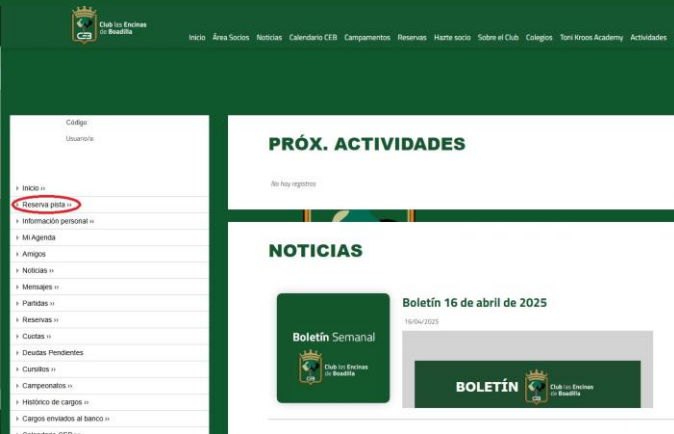 Club las Encinas
de Boadilla
CEB
Inicio Área Socios Noticias Calendario CEB Campamentos Reservas Hazte socio Sobre el Club Colegios Toni Kroos Academy Actividades
Código
Usuario/a
Inicio »
Reserva pista »
Información personal »
Mi Agenda
Amigos
Noticias »
Mensajes »
Partidas »
Reservas »
Cuotas »
Deudas Pendientes
Cursillos »
Campeonatos »
Histórico de cargos »
Cargos enviados al banco »
Calendario CEB »
PRÓX. ACTIVIDADES
No hay registros
NOTICIAS
Boletín Semanal
Club las Encinas
de Boadilla
Boletín 16 de abril de 2025
16/04/2025
BOLETÍN
Club las Encinas
de Boadilla